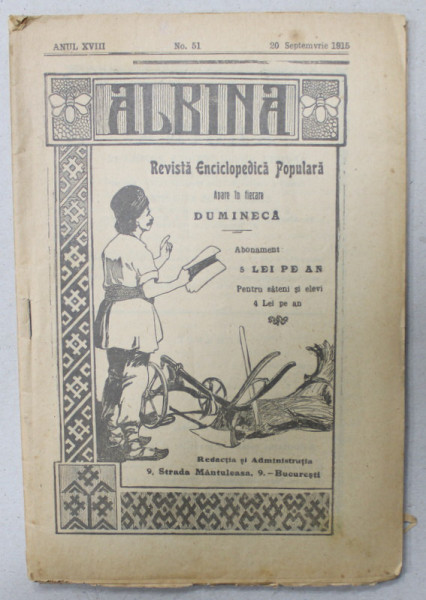 ANUL XVIII No. 51 20 Septemvrie 1915
ALBINA
Revistă Enciclopedică Populară
Apare în fiecare
DUMINECĂ
Abonament
5 LEI PE AN
Pentru săteni și elevi
4 Lei pe an
Redacția și Administrația
9, Strada Mântuleasa, 9.—București